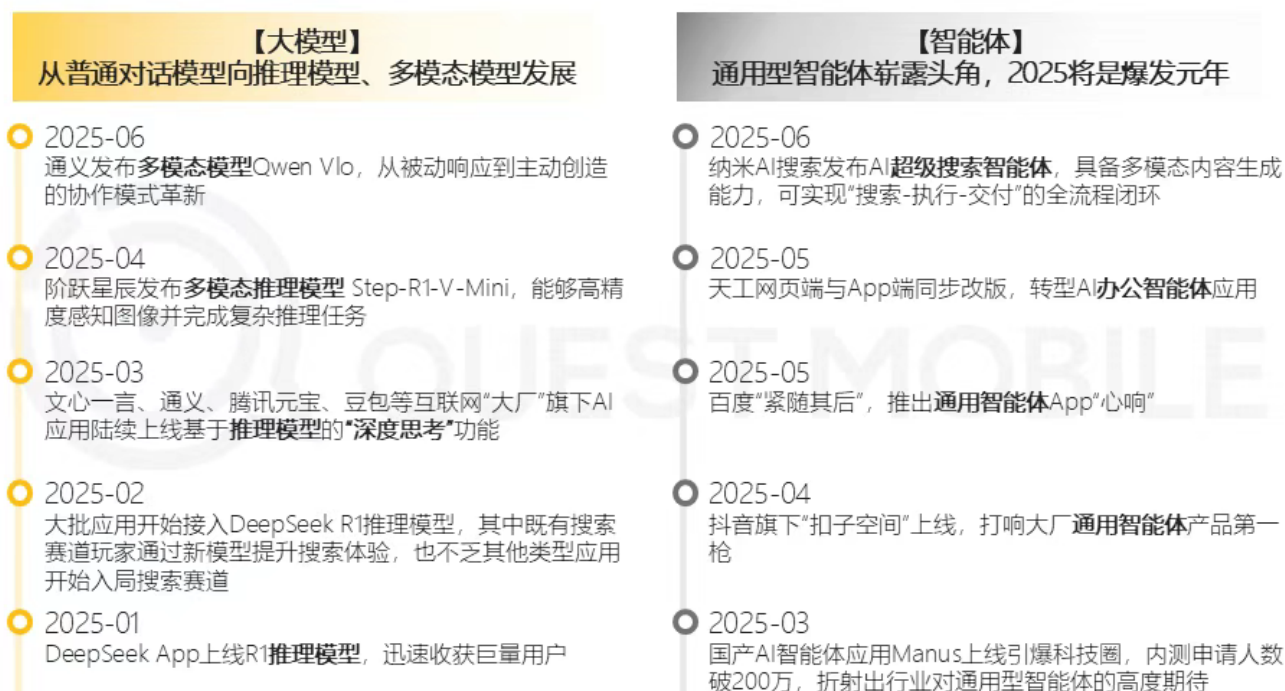 【大模型】
从普通对话模型向推理模型、多模态模型发展
2025-06
通义发布多模态模型Qwen Vlo，从被动响应到主动创造
的协作模式革新
2025-04
阶跃星辰发布多模态推理模型 Step-R1-V-Mini，能够高精
度感知图像并完成复杂推理任务
2025-03
文心一言、通义、腾讯元宝、豆包等互联网“大厂”旗下AI
应用陆续上线基于推理模型的“深度思考”功能
2025-02
大批应用开始接入DeepSeek R1推理模型，其中既有搜索
赛道玩家通过新模型提升搜索体验，也不乏其他类型应用
开始入局搜索赛道
2025-01
DeepSeek App上线R1推理模型，迅速收获巨量用户
【智能体】
通用型智能体崭露头角，2025将是爆发元年
2025-06
纳米AI搜索发布AI超级搜索智能体，具备多模态内容生成
能力，可实现“搜索-执行-交付”的全流程闭环
2025-05
天工网页端与App端同步改版，转型AI办公智能体应用
2025-05
百度“紧随其后”，推出通用智能体App“心响”
2025-04
抖音旗下“扣子空间”上线，打响大厂通用智能体产品第一
枪
2025-03
国产AI智能体应用Manus上线引爆科技圈，内测申请人数
破200万，折射出行业对通用型智能体的高度期待
QUEST MOBILE